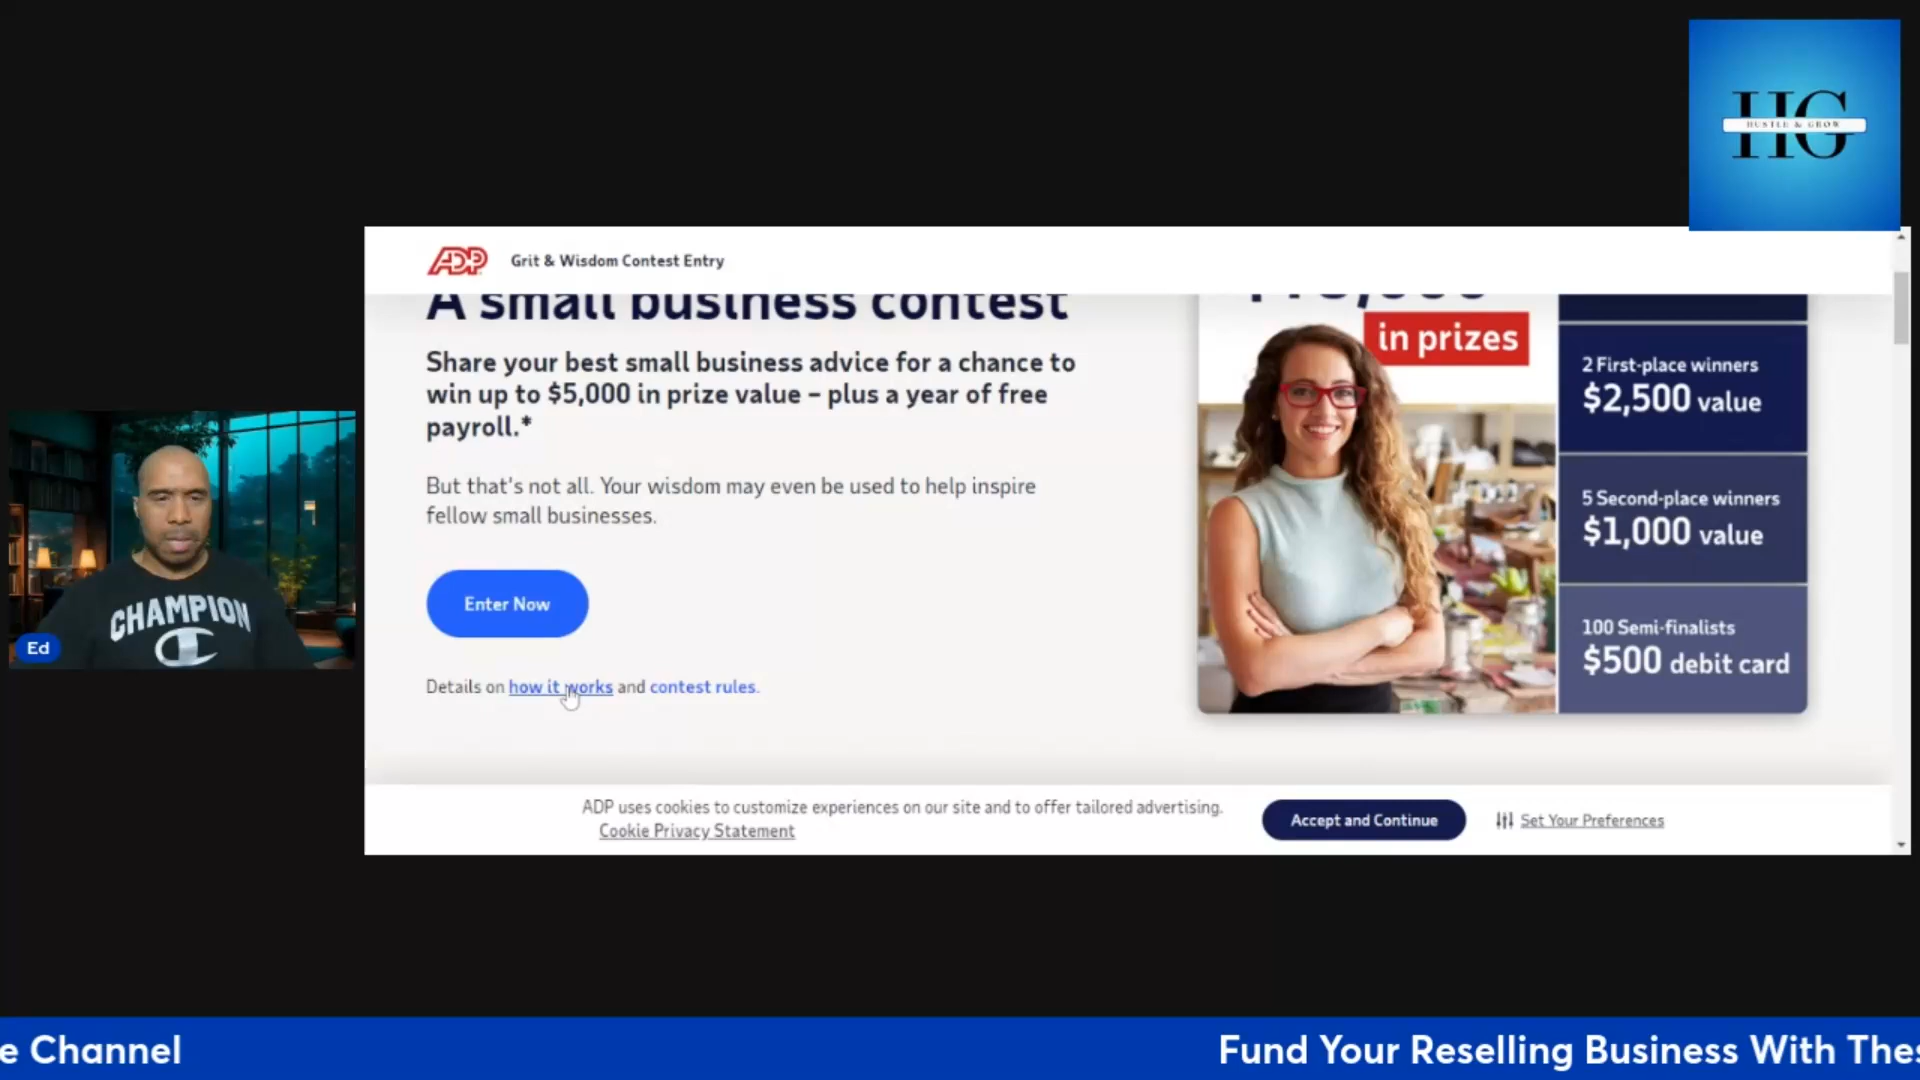 HG
HUSTLE & GROW
ADP
Grit & Wisdom Contest Entry
A small business contest
Share your best small business advice for a chance to
win up to $5,000 in prize value – plus a year of free
payroll.*
But that's not all. Your wisdom may even be used to help inspire
fellow small businesses.
Enter Now
Details on how it works and contest rules.
in prizes
2 First-place winners
$2,500 value
5 Second-place winners
$1,000 value
100 Semi-finalists
$500 debit card
CHAMPION
Ed
ADP uses cookies to customize experiences on our site and to offer tailored advertising.
Cookie Privacy Statement
Accept and Continue
Set Your Preferences
e Channel
Fund Your Reselling Business With Thes